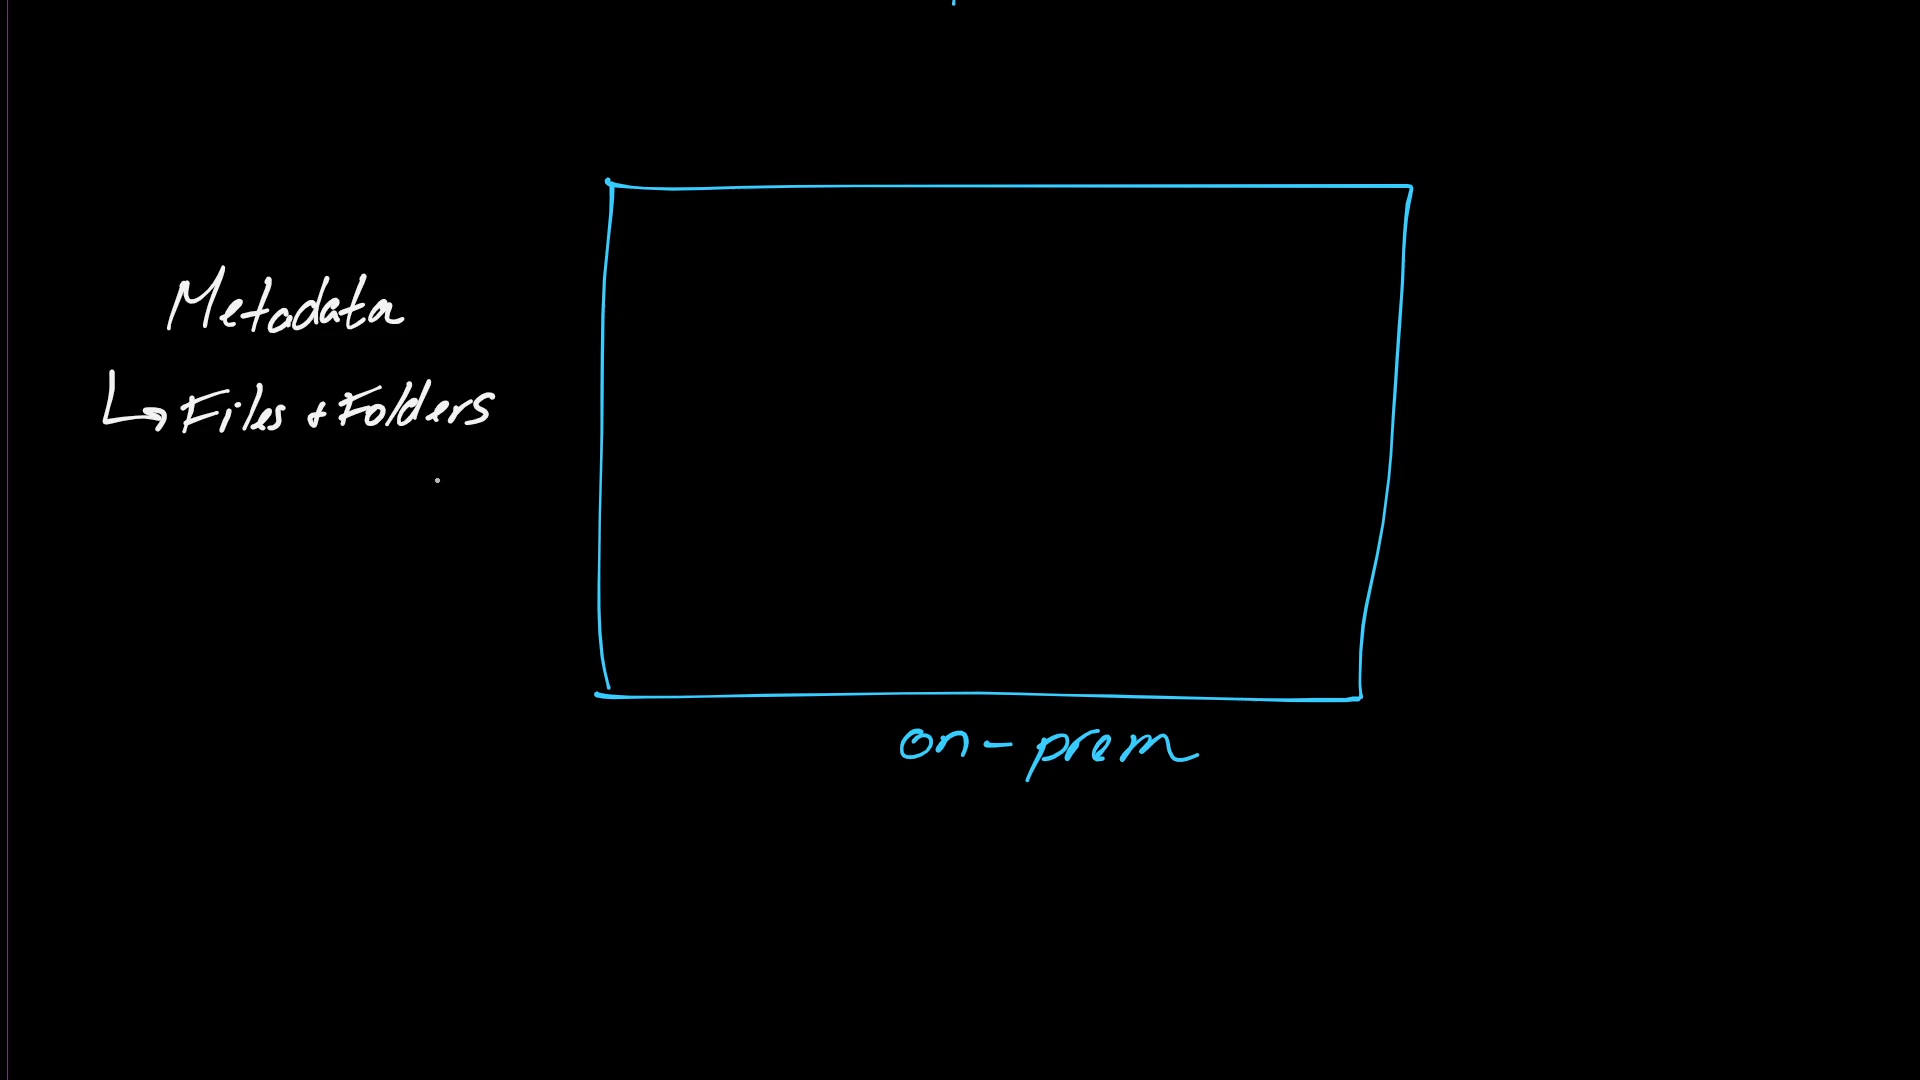 Metadata
↳ Files & Folders
on-prem